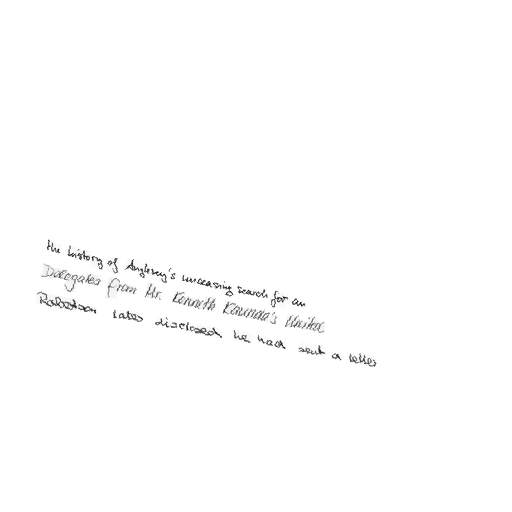 the history of Anglesey's unceasing search for an
Delegates from Mr. Kenneth Kaunda's United
Robertson later disclosed he had sent a letter